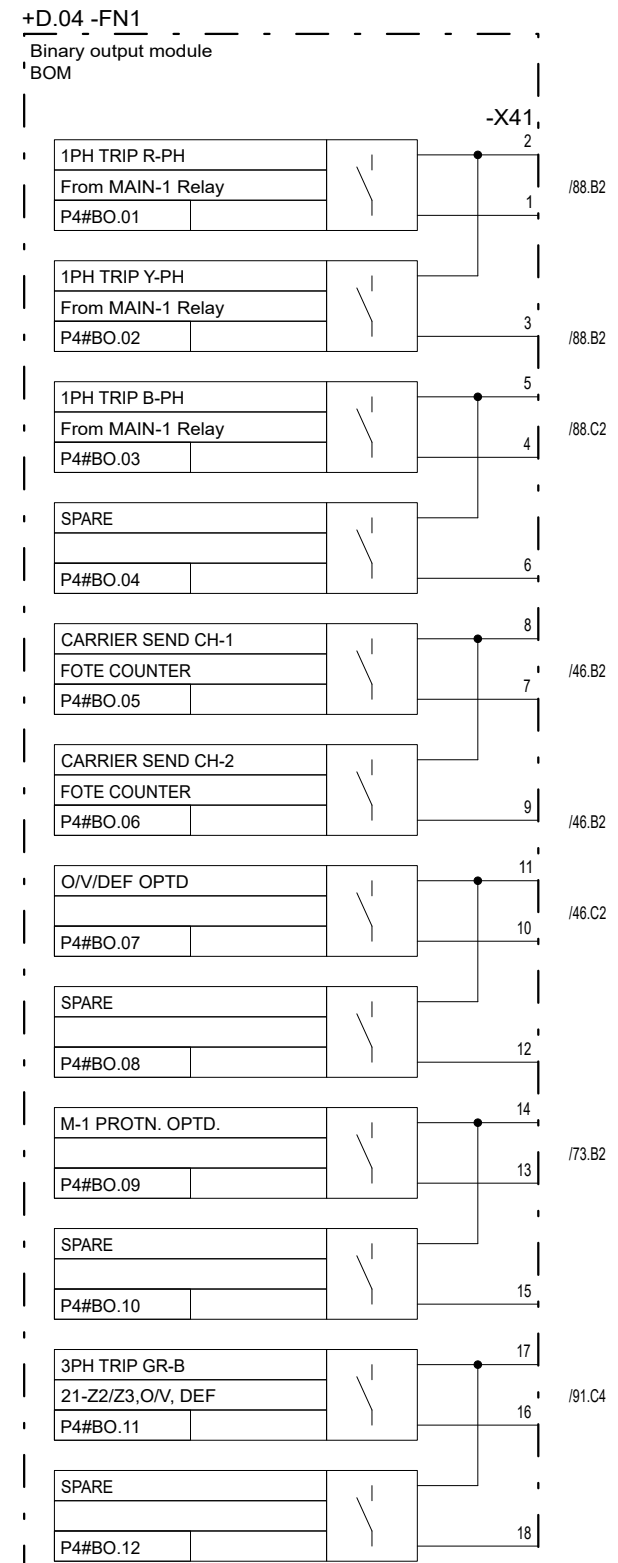 +D.04 -FN1
Binary output module
BOM
-X41
2
1PH TRIP R-PH
From MAIN-1 Relay
/88.B2
1
P4#BO.01
1PH TRIP Y-PH
From MAIN-1 Relay
3
P4#BO.02
/88.B2
5
1PH TRIP B-PH
From MAIN-1 Relay
/88.C2
4
P4#BO.03
SPARE
6
P4#BO.04
8
CARRIER SEND CH-1
FOTE COUNTER
/46.B2
7
P4#BO.05
CARRIER SEND CH-2
FOTE COUNTER
9
P4#BO.06
/46.B2
11
O/V/DEF OPTD
/46.C2
10
P4#BO.07
SPARE
12
P4#BO.08
14
M-1 PROTN. OPTD.
/73.B2
13
P4#BO.09
SPARE
15
P4#BO.10
17
3PH TRIP GR-B
21-Z2/Z3,O/V, DEF
/91.C4
16
P4#BO.11
SPARE
18
P4#BO.12